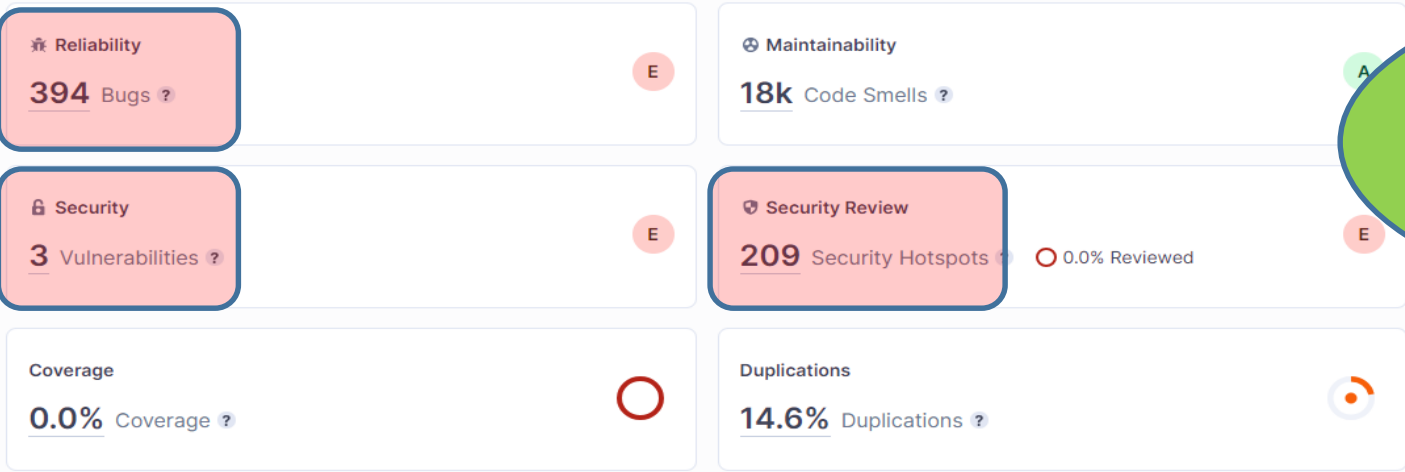 Reliability
394 Bugs ?
E
Maintainability
18k Code Smells ?
A
Security
3 Vulnerabilities ?
E
Security Review
209 Security Hotspots ?
0.0% Reviewed
E
Coverage
0.0% Coverage ?
Duplications
14.6% Duplications ?